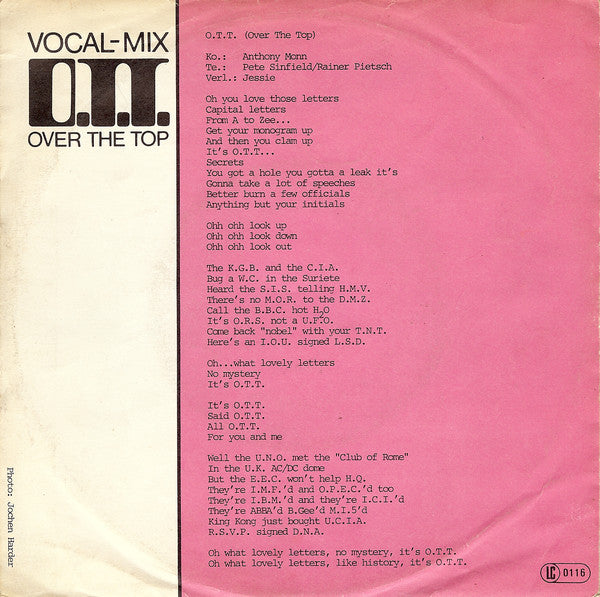 VOCAL-MIX
O.T.T.
OVER THE TOP
O.T.T. (Over The Top)
Ko.: Anthony Monn
Te.: Pete Sinfield/Rainer Pietsch
Verl.: Jessie
Oh you love those letters
Capital letters
From A to Zee...
Get your monogram up
And then you clam up
It's O.T.T...
Secrets
You got a hole you gotta a leak it's
Gonna take a lot of speeches
Better burn a few officials
Anything but your initials
Ohh ohh look up
Ohh ohh look down
Ohh ohh look out
The K.G.B. and the C.I.A.
Bug a W.C. in the Suriete
Heard the S.I.S. telling H.M.V.
There's no M.O.R. to the D.M.Z.
Call the B.B.C. hot H2O
It's O.R.S. not a U.F.O.
Come back "nobel" with your T.N.T.
Here's an I.O.U. signed L.S.D.
Oh...what lovely letters
No mystery
It's O.T.T.
It's O.T.T.
Said O.T.T.
All O.T.T.
For you and me
Well the U.N.O. met the "Club of Rome"
In the U.K. AC/DC dome
But the E.E.C. won't help H.Q.
They're I.M.F.'d and O.P.E.C.'d too
They're I.B.M.'d and they're I.C.I.'d
They're ABBA'd B.Gee'd M.I.5'd
King Kong just bought U.C.I.A.
R.S.V.P. signed D.N.A.
Oh what lovely letters, no mystery, it's O.T.T.
Oh what lovely letters, like history, it's O.T.T.
Photo: Jochen Harder
LC 0116